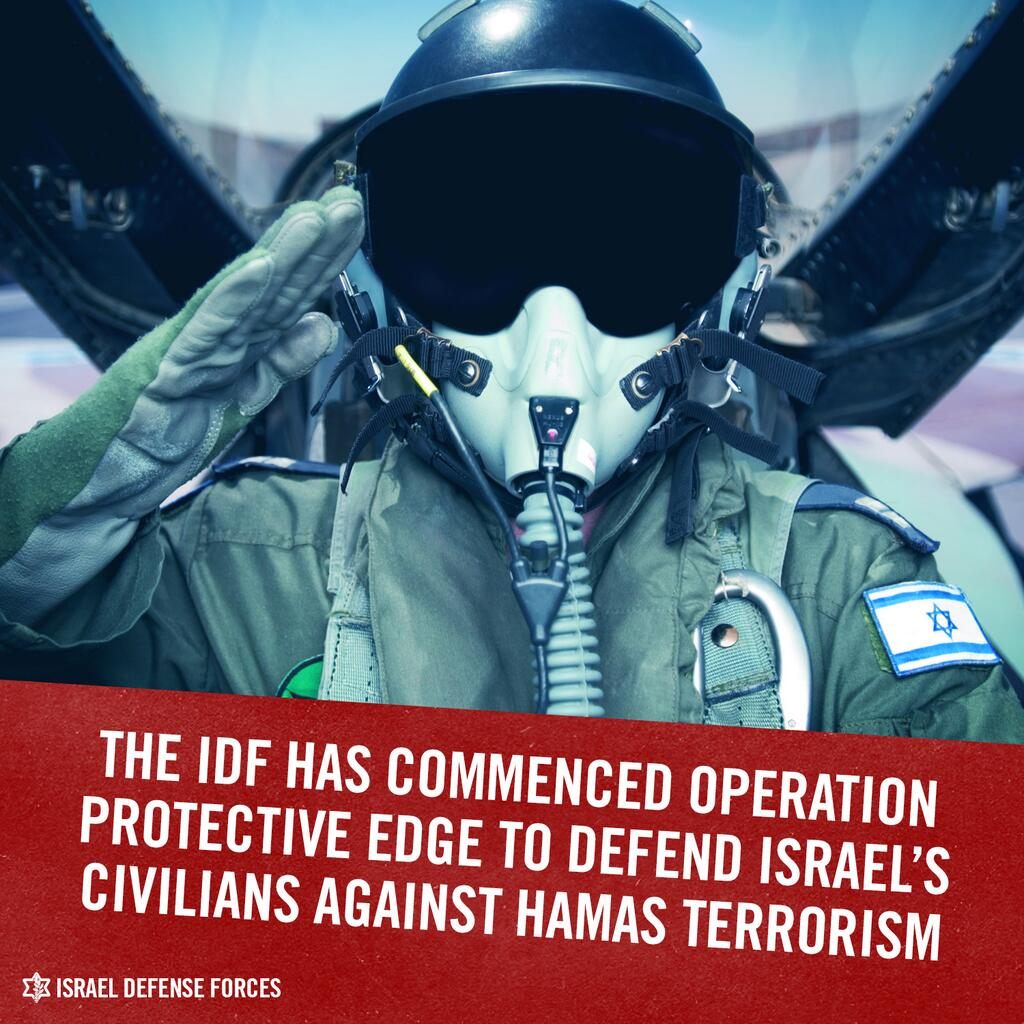 THE IDF HAS COMMENCED OPERATION
PROTECTIVE EDGE TO DEFEND ISRAEL'S
CIVILIANS AGAINST HAMAS TERRORISM
ISRAEL DEFENSE FORCES